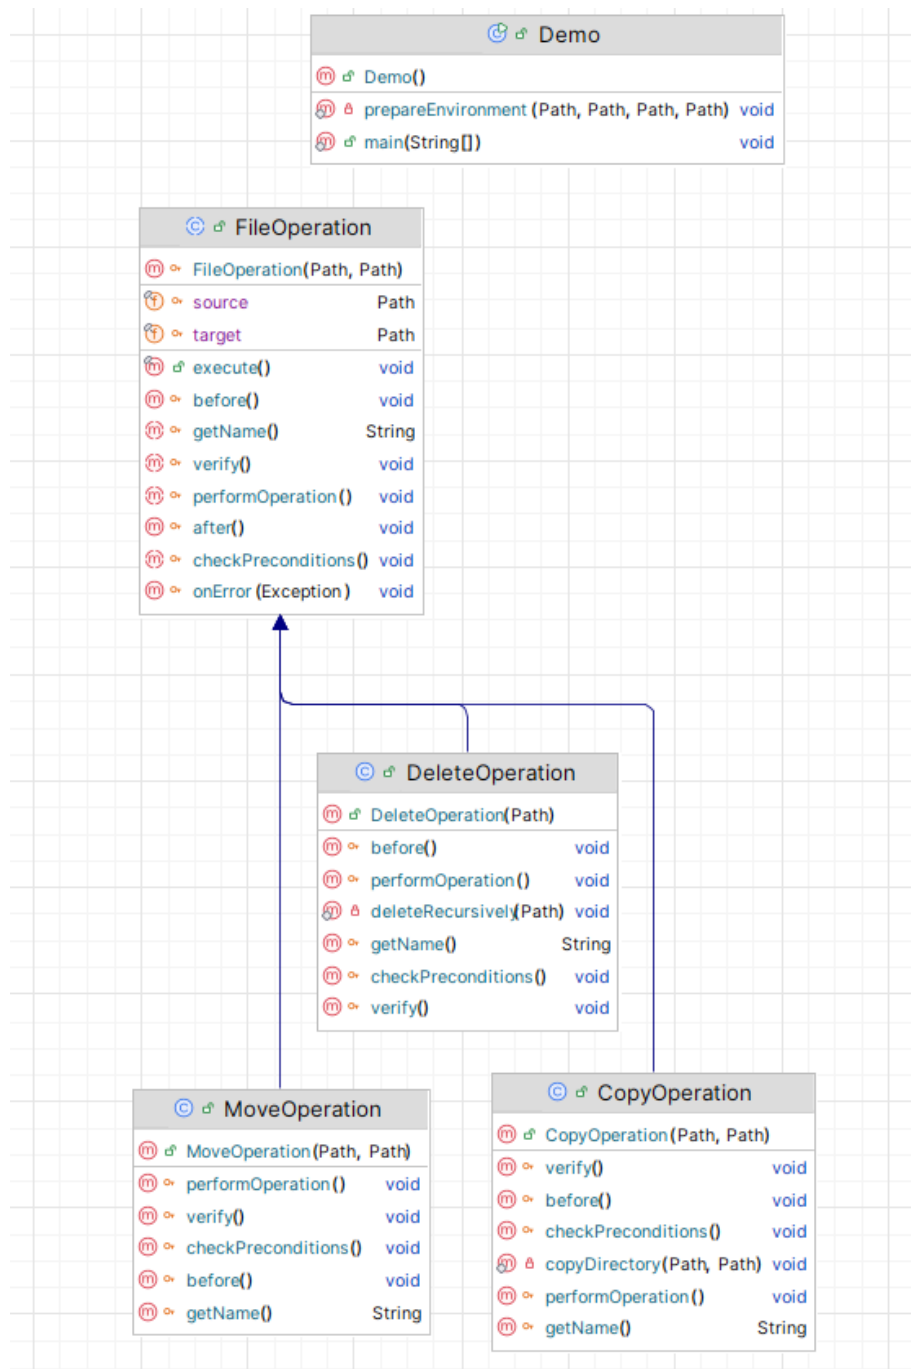 Demo
Demo()
prepareEnvironment(Path, Path, Path, Path) void
main(String[]) void
FileOperation
FileOperation(Path, Path)
source Path
target Path
execute() void
before() void
getName() String
verify() void
performOperation() void
after() void
checkPreconditions() void
onError(Exception) void
DeleteOperation
DeleteOperation(Path)
before() void
performOperation() void
deleteRecursively(Path) void
getName() String
checkPreconditions() void
verify() void
MoveOperation
MoveOperation(Path, Path)
performOperation() void
verify() void
checkPreconditions() void
before() void
getName() String
CopyOperation
CopyOperation(Path, Path)
verify() void
before() void
checkPreconditions() void
copyDirectory(Path, Path) void
performOperation() void
getName() String